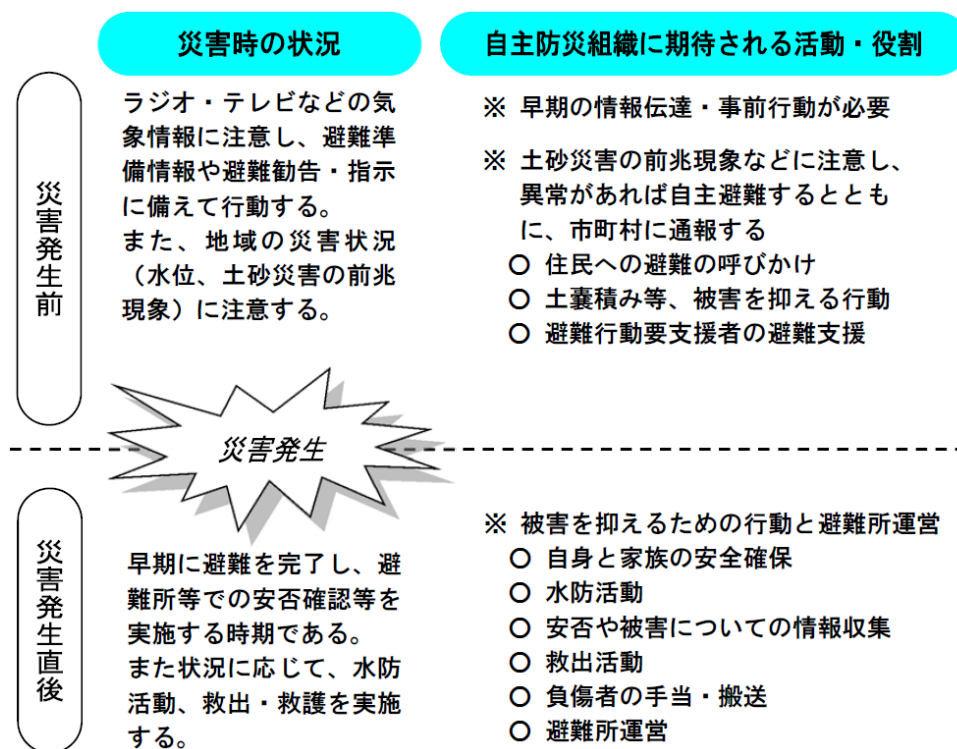 災害時の状況
自主防災組織に期待される活動・役割
災害発生前
ラジオ・テレビなどの気
象情報に注意し、避難準
備情報や避難勧告・指示
に備えて行動する。
また、地域の災害状況
（水位、土砂災害の前兆
現象）に注意する。
※ 早期の情報伝達・事前行動が必要
※ 土砂災害の前兆現象などに注意し、
異常があれば自主避難するととも
に、市町村に通報する
○ 住民への避難の呼びかけ
○ 土嚢積み等、被害を抑える行動
○ 避難行動要支援者の避難支援
災害発生
災害発生直後
早期に避難を完了し、避
難所等での安否確認等を
実施する時期である。
また状況に応じて、水防
活動、救出・救護を実施
する。
※ 被害を抑えるための行動と避難所運営
○ 自身と家族の安全確保
○ 水防活動
○ 安否や被害についての情報収集
○ 救出活動
○ 負傷者の手当・搬送
○ 避難所運営